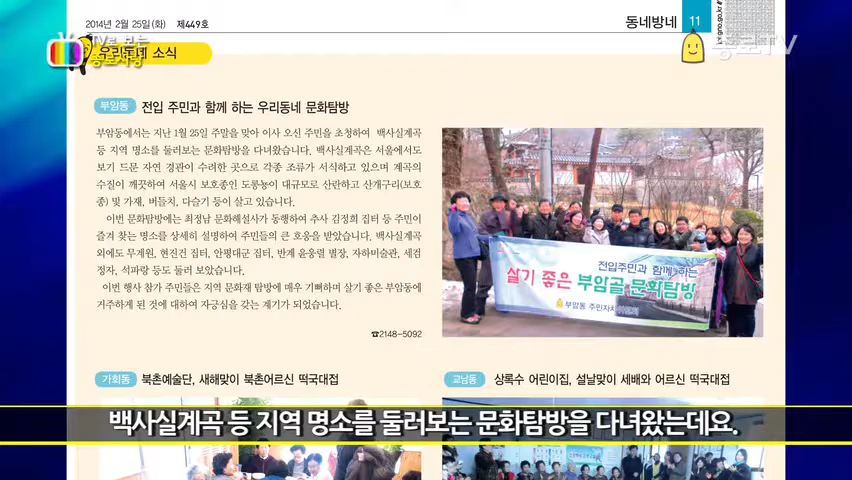 2014년 2월 25일(화) 제449호
동네방네 11
TV로 보는
종로사랑
우리동네 소식
종로TV
부암동 전입 주민과 함께 하는 우리동네 문화탐방
부암동에서는 지난 1월 25일 주말을 맞아 이사 오신 주민을 초청하여 백사실계곡
등 지역 명소를 둘러보는 문화탐방을 다녀왔습니다. 백사실계곡은 서울에서도
보기 드문 자연 경관이 수려한 곳으로 각종 조류가 서식하고 있으며 계곡의
수질이 깨끗하여 서울시 보호종인 도롱뇽이 대규모로 산란하고 산개구리(보호
종) 및 가재, 버들치, 다슬기 등이 살고 있습니다.
이번 문화탐방에는 최정남 문화해설사가 동행하여 추사 김정희 집터 등 주민이
즐겨 찾는 명소를 상세히 설명하여 주민들의 큰 호응을 받았습니다. 백사실계곡
외에도 무계원, 현진건 집터, 안평대군 집터, 반계 윤웅렬 별장, 자하미술관, 세검
정자, 석파랑 등도 둘러 보았습니다.
이번 행사 참가 주민들은 지역 문화재 탐방에 매우 기뻐하며 살기 좋은 부암동에
거주하게 된 것에 대하여 자긍심을 갖는 계기가 되었습니다.
☎2148-5092
전입주민과 함께 하는
살기 좋은 부암골 문화탐방
부암동 주민자치위원회
가회동 북촌예술단, 새해맞이 북촌어르신 떡국대접
교남동 상록수 어린이집, 설날맞이 세배와 어르신 떡국대접
백사실계곡 등 지역 명소를 둘러보는 문화탐방을 다녀왔는데요.